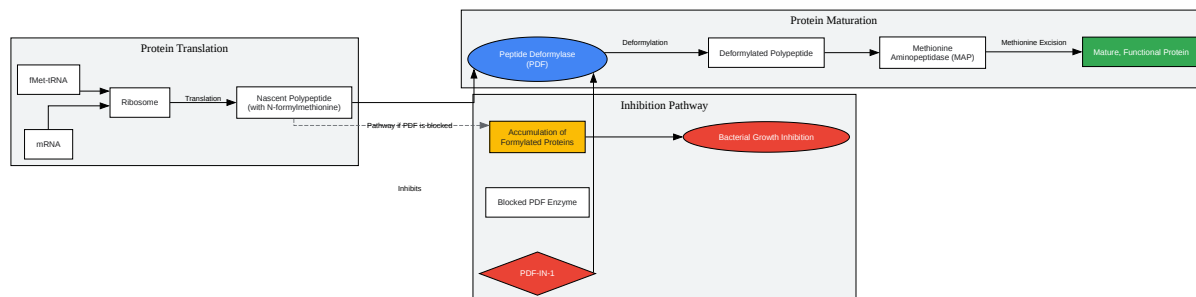 Protein Maturation
Protein Translation
Peptide Deformylase
(PDF)
Deformylation
Deformylated Polypeptide
Methionine
Aminopeptidase (MAP)
Methionine Excision
Mature, Functional Protein
fMet-tRNA
Ribosome
Translation
Nascent Polypeptide
(with N-formylmethionine)
mRNA
Inhibition Pathway
Pathway if PDF is blocked
Accumulation of
Formylated Proteins
Bacterial Growth Inhibition
Inhibits
Blocked PDF Enzyme
PDF-IN-1